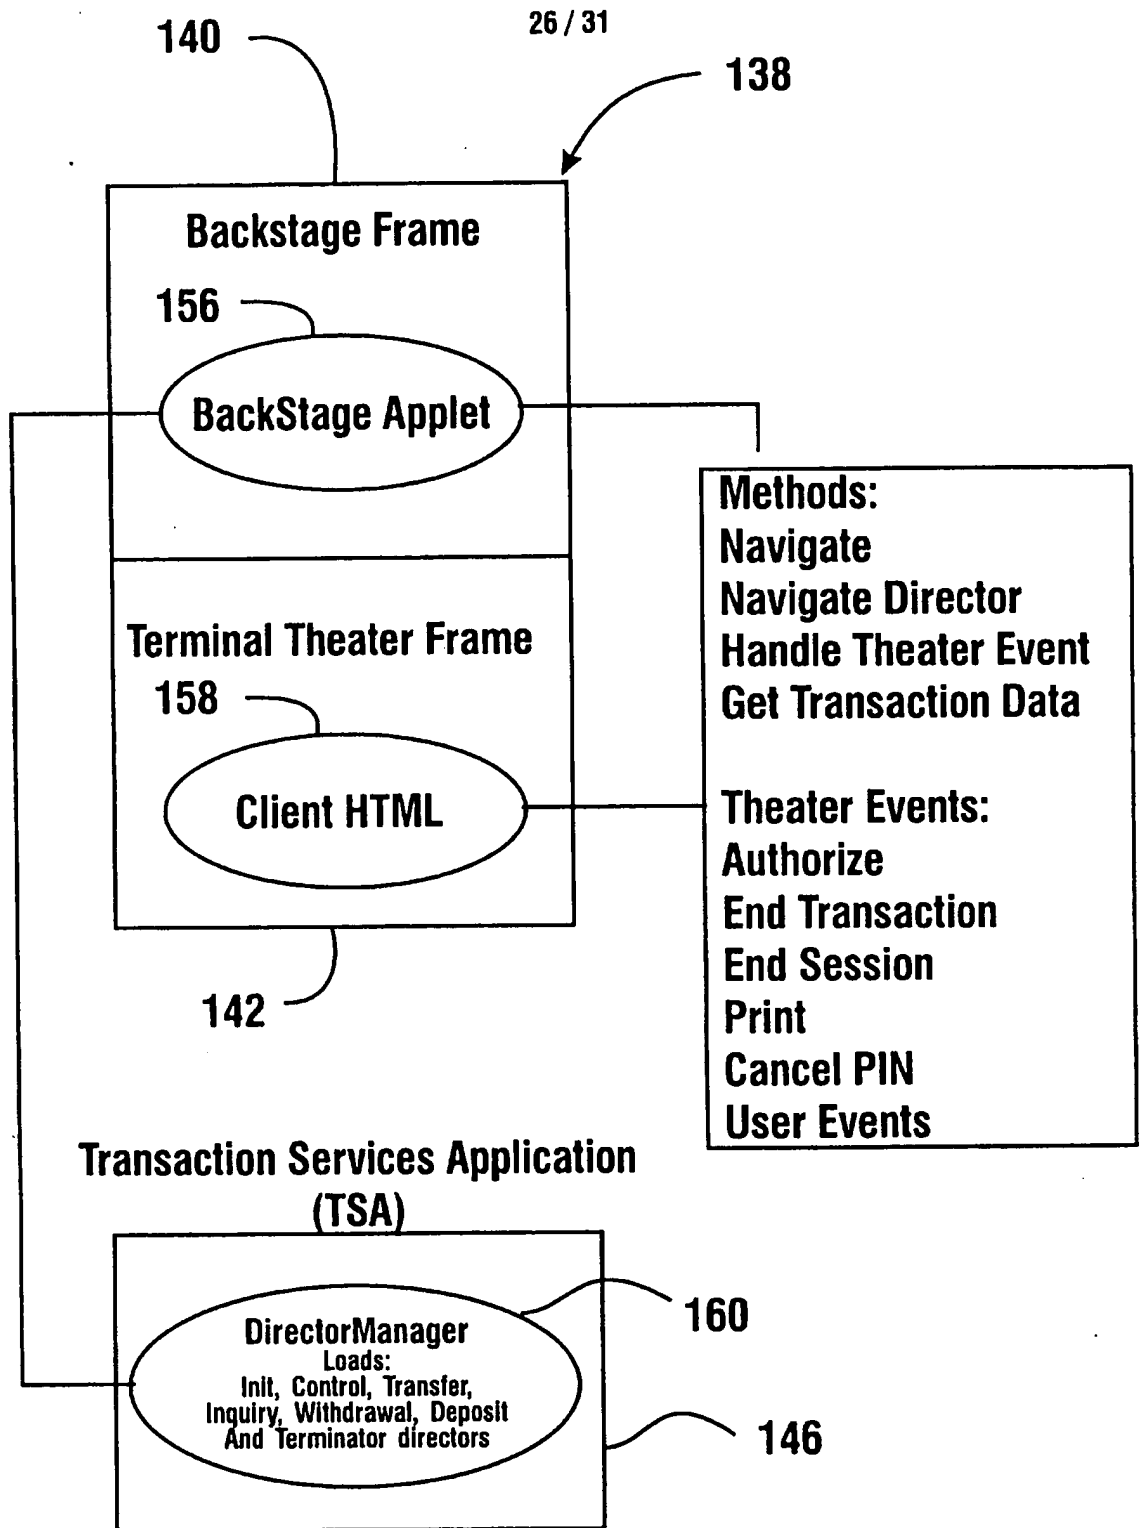 26 / 31
140
138
Backstage Frame
156
BackStage Applet
Methods:
Navigate
Navigate Director
Handle Theater Event
Get Transaction Data
Terminal Theater Frame
158
Client HTML
Theater Events:
Authorize
End Transaction
End Session
Print
Cancel PIN
User Events
142
Transaction Services Application
(TSA)
160
DirectorManager
Loads:
Init, Control, Transfer,
Inquiry, Withdrawal, Deposit
And Terminator directors
146